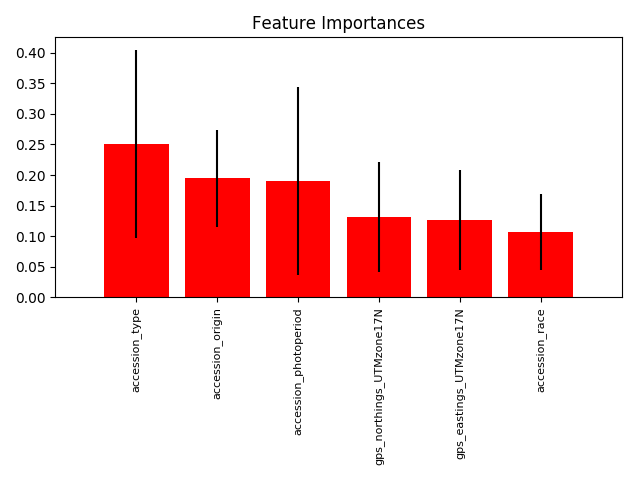 Feature Importances
0.40
0.35
0.30
0.25
0.20
0.15
0.10
0.05
0.00
accession_type
accession_origin
accession_photoperiod
gps_northings_UTMzone17N
gps_eastings_UTMzone17N
accession_race